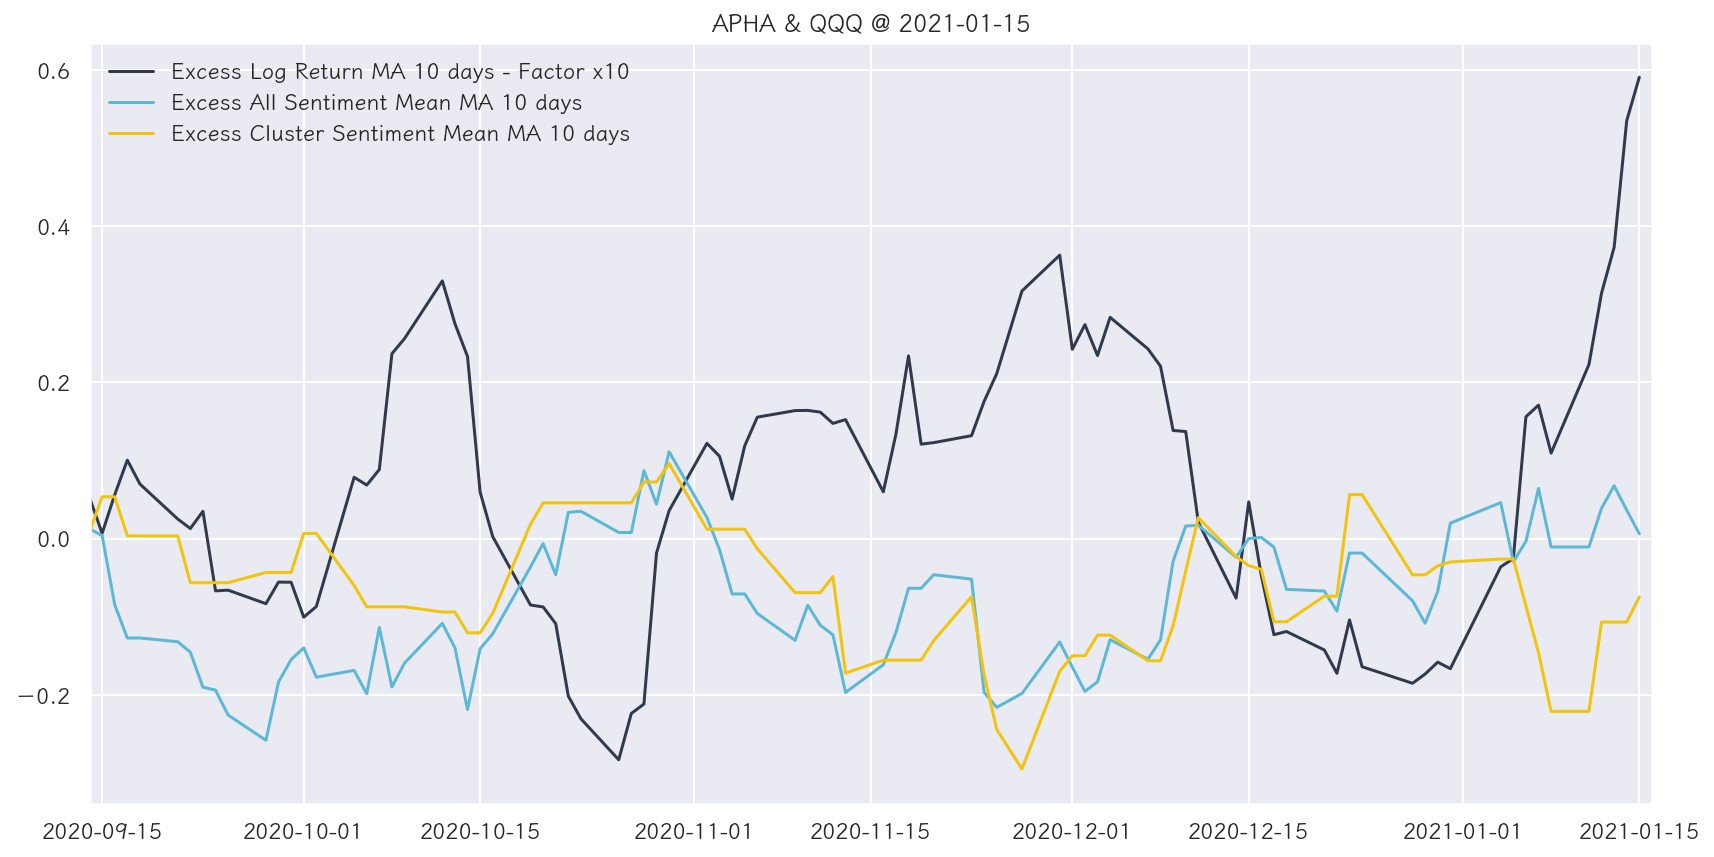 APHA & QQQ @ 2021-01-15
Excess Log Return MA 10 days - Factor x10
Excess All Sentiment Mean MA 10 days
Excess Cluster Sentiment Mean MA 10 days
0.6
0.4
0.2
0.0
−0.2
2020-09-15 2020-10-01 2020-10-15 2020-11-01 2020-11-15 2020-12-01 2020-12-15 2021-01-01 2021-01-15